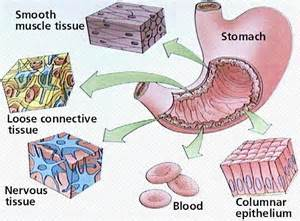 Smooth
muscle tissue
Stomach
Loose connective
tissue
Nervous
tissue
Blood
Columnar
epithelium